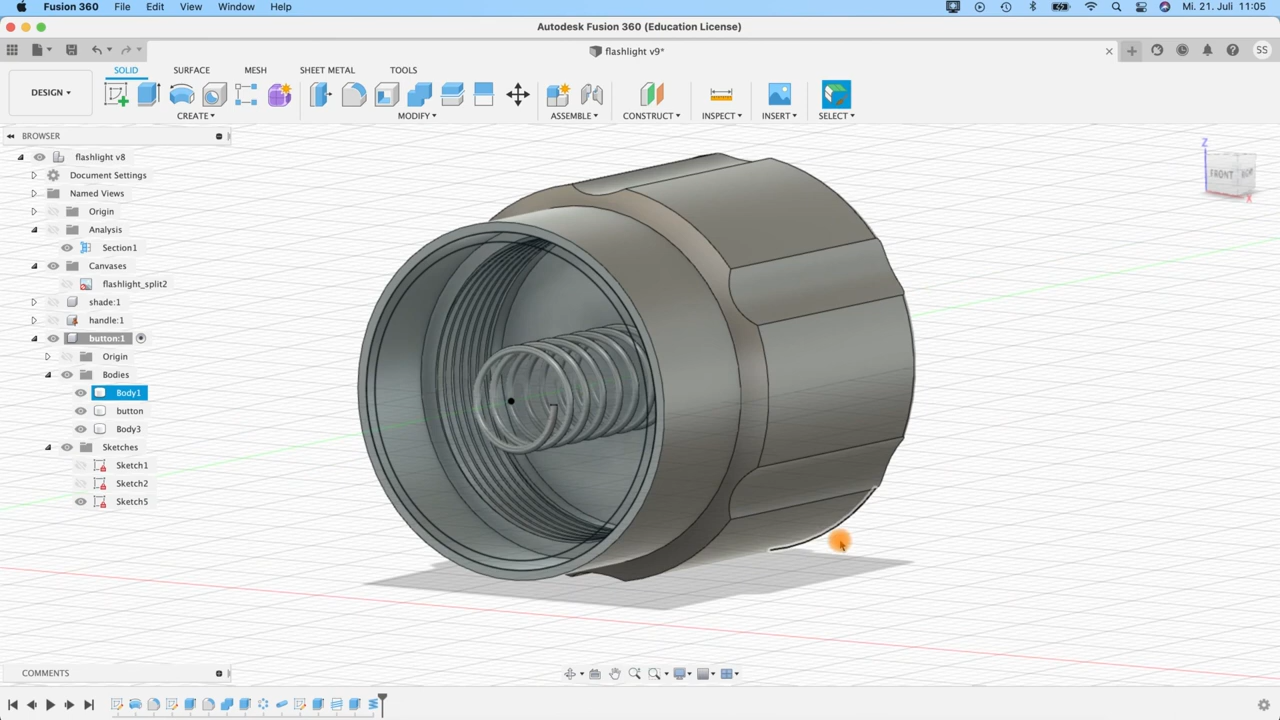 Fusion 360 File Edit View Window Help Mi. 21. Juli 11:05
Autodesk Fusion 360 (Education License)
flashlight v9* SS
SOLID SURFACE MESH SHEET METAL TOOLS
DESIGN
CREATE MODIFY ASSEMBLE CONSTRUCT INSPECT INSERT SELECT
BROWSER
flashlight v8
Document Settings
Named Views
Origin
Analysis
Section1
Canvases
flashlight_split2
shade:1
handle:1
button:1
Origin
Bodies
Body1
button
Body3
Sketches
Sketch1
Sketch2
Sketch5
Z
FRONT
X
COMMENTS